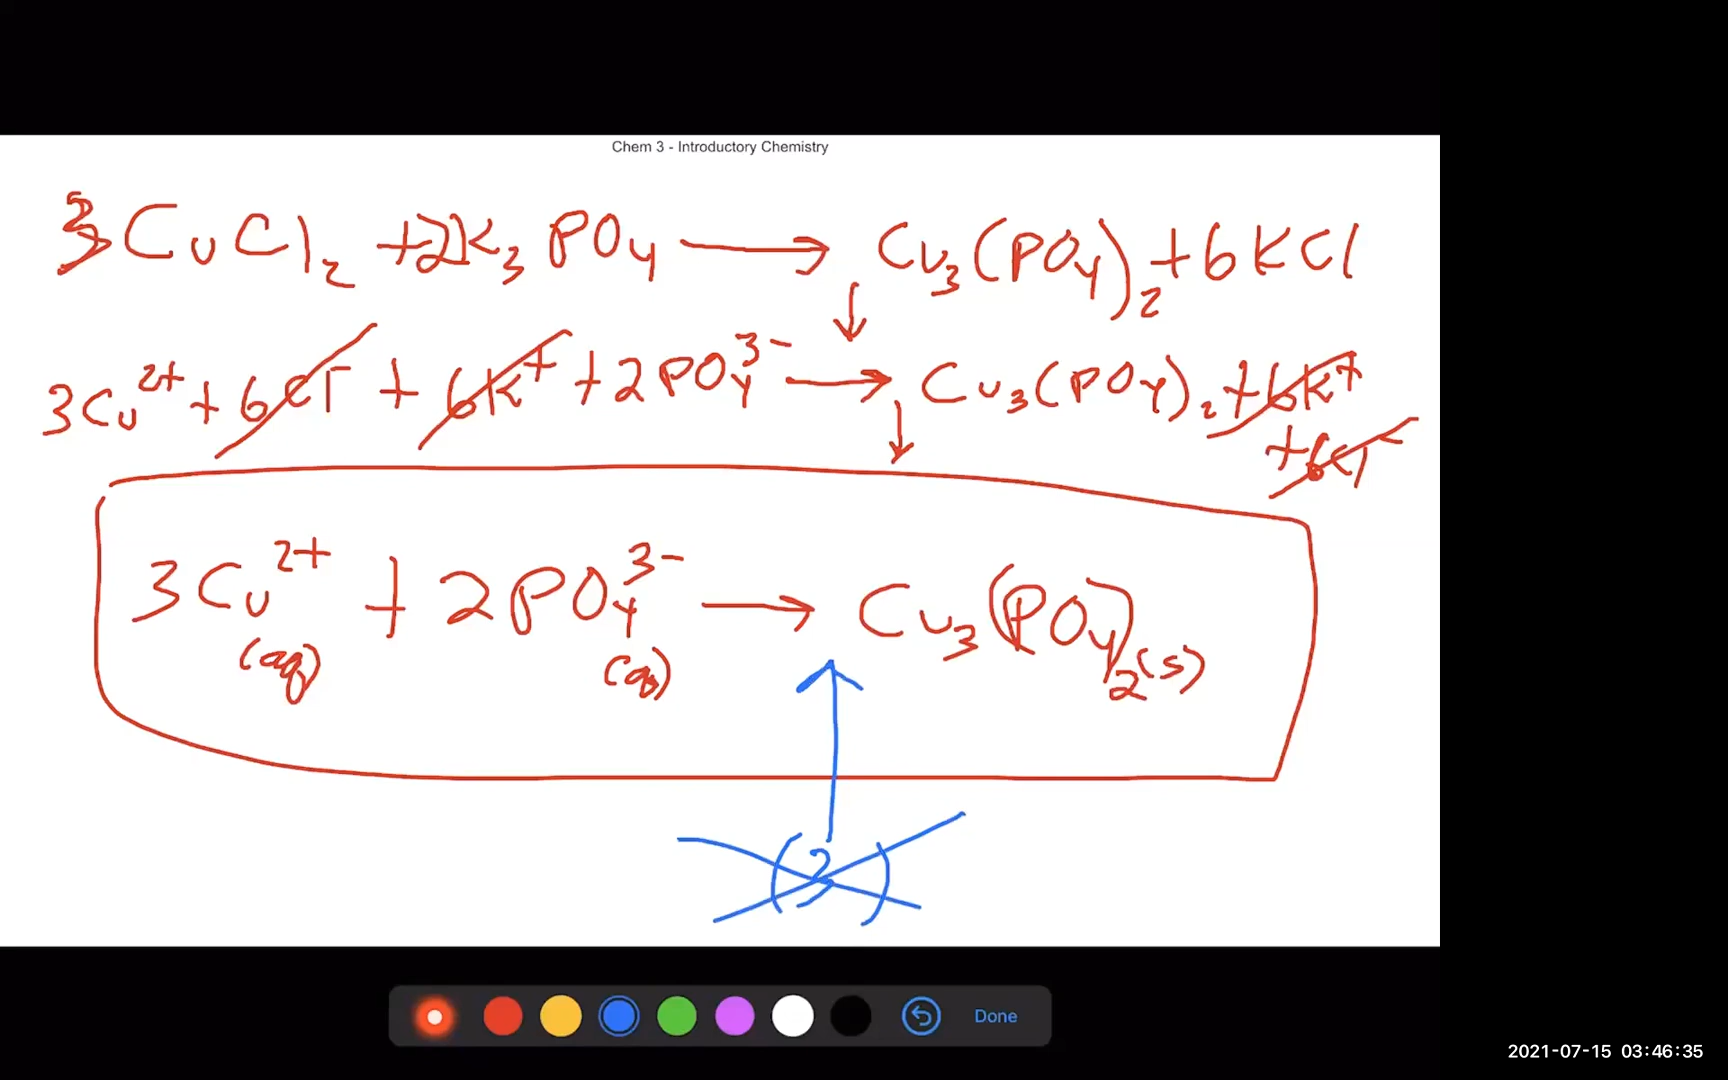 Chem 3 - Introductory Chemistry
3CuCl₂ + 2K₃PO₄ → Cu₃(PO₄)₂ + 6KCl
↓
3Cu²⁺ + 6Cl⁻ + 6K⁺ + 2PO₄³⁻ → Cu₃(PO₄)₂ + 6K⁺
+ 6Cl⁻
↓
3Cu²⁺(aq) + 2PO₄³⁻(aq) → Cu₃(PO₄)₂(s)
Done
2021-07-15 03:46:35